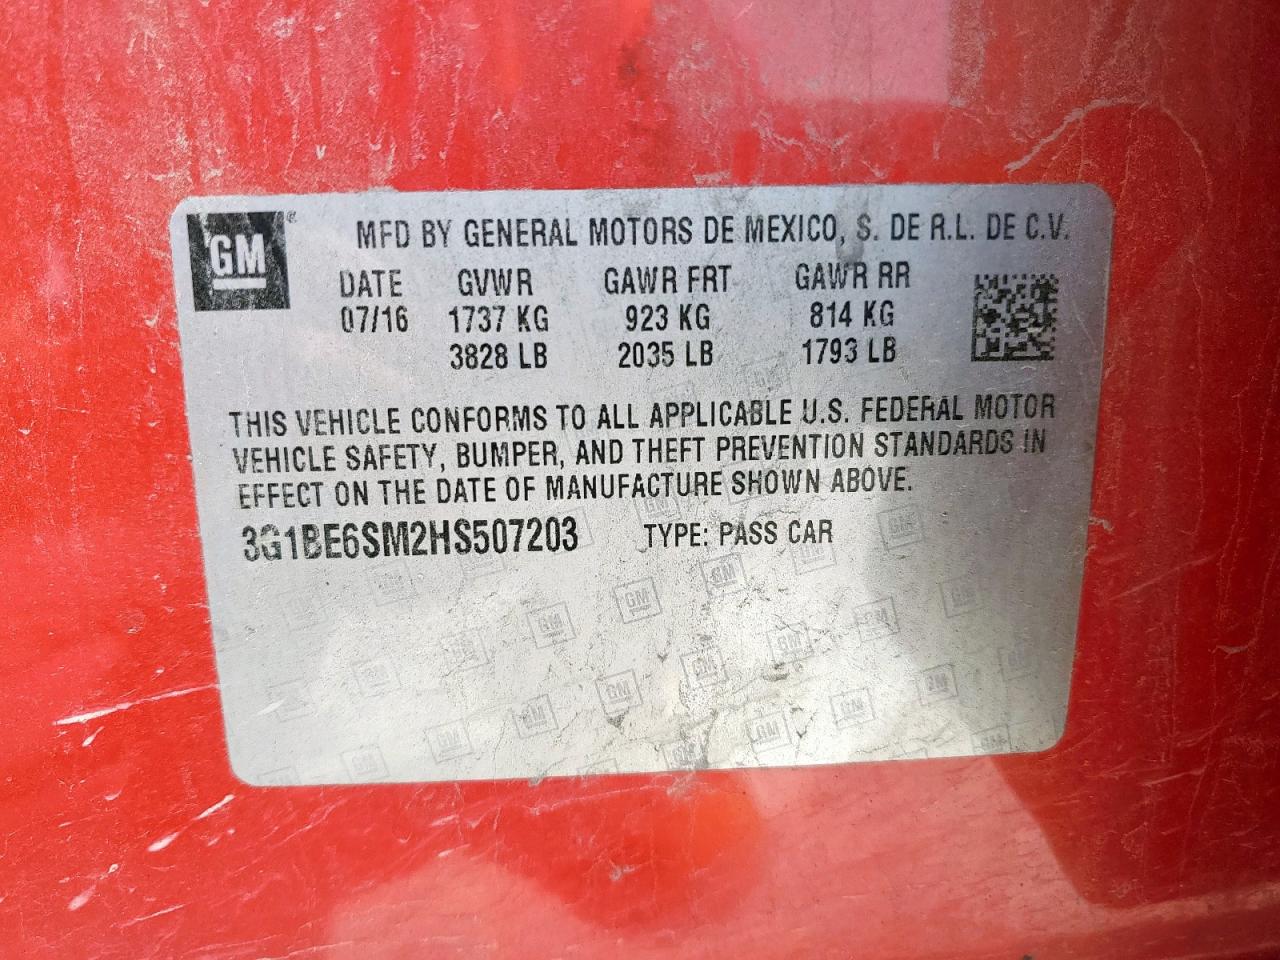 GM®
MFD BY GENERAL MOTORS DE MEXICO, S. DE R.L. DE C.V.
DATE GVWR GAWR FRT GAWR RR
07/16 1737 KG 923 KG 814 KG
3828 LB 2035 LB 1793 LB
THIS VEHICLE CONFORMS TO ALL APPLICABLE U.S. FEDERAL MOTOR
VEHICLE SAFETY, BUMPER, AND THEFT PREVENTION STANDARDS IN
EFFECT ON THE DATE OF MANUFACTURE SHOWN ABOVE.
3G1BE6SM2HS507203 TYPE: PASS CAR